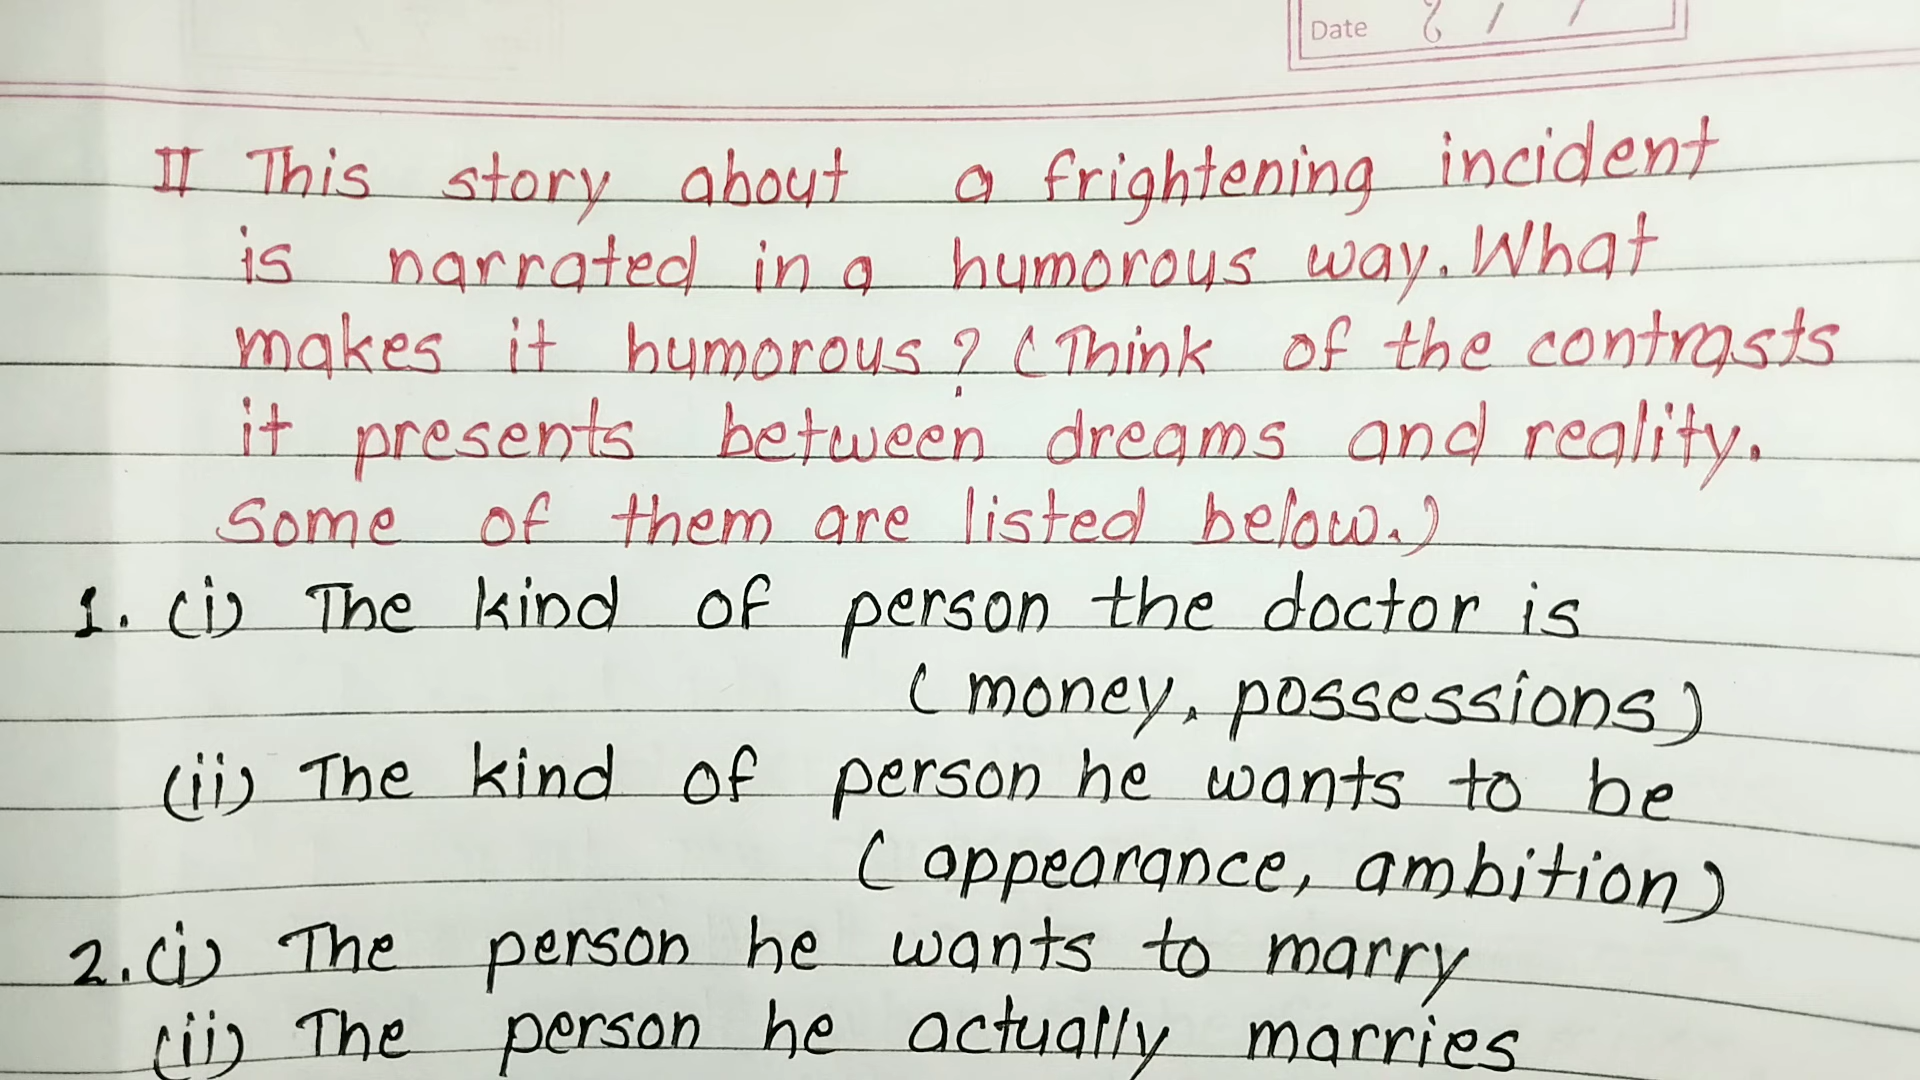 Date
II This story about a frightening incident
is narrated in a humorous way. What
makes it humorous? (Think of the contrasts
it presents between dreams and reality.
Some of them are listed below.)
1. (i) The kind of person the doctor is
(money, possessions)
(ii) The kind of person he wants to be
(appearance, ambition)
2. (i) The person he wants to marry
(ii) The person he actually marries